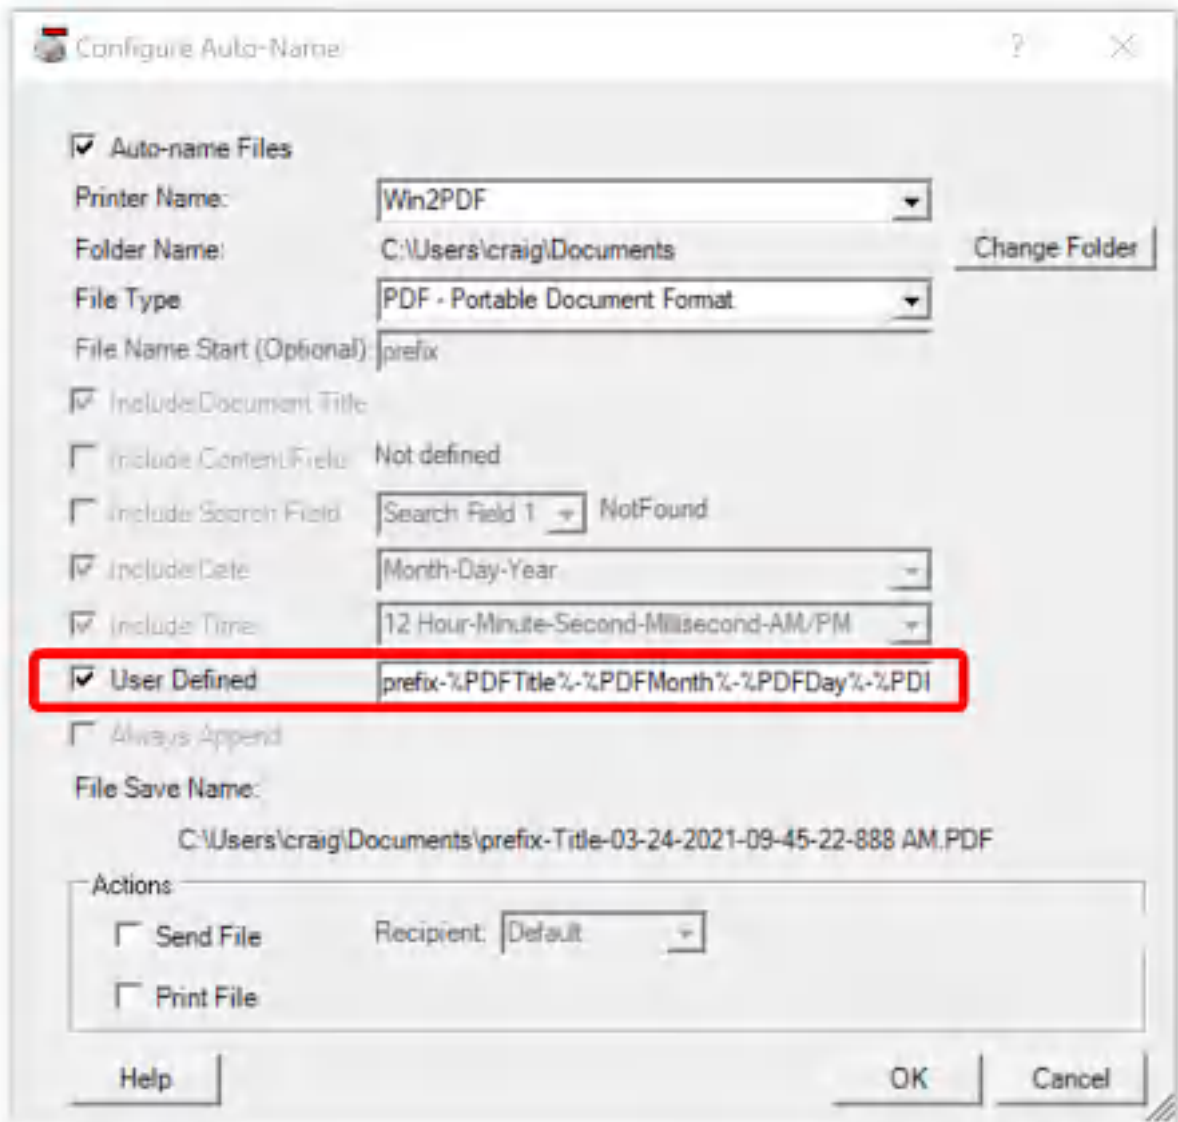 Configure Auto-Name
?
Auto-name Files
Printer Name: Win2PDF
Folder Name: C:\Users\craig\Documents Change Folder
File Type PDF - Portable Document Format
File Name Start (Optional) prefix
Include Document Title
Include Content Field Not defined
Include Search Field Search Field 1 NotFound
Include Date Month-Day-Year
Include Time 12 Hour-Minute-Second-Millisecond-AM/PM
User Defined prefix-%PDFTitle%-%PDFMonth%-%PDFDay%-%PDI
Always Append
File Save Name:
C:\Users\craig\Documents\prefix-Title-03-24-2021-09-45-22-888 AM.PDF
Actions
Send File Recipient: Default
Print File
Help OK Cancel